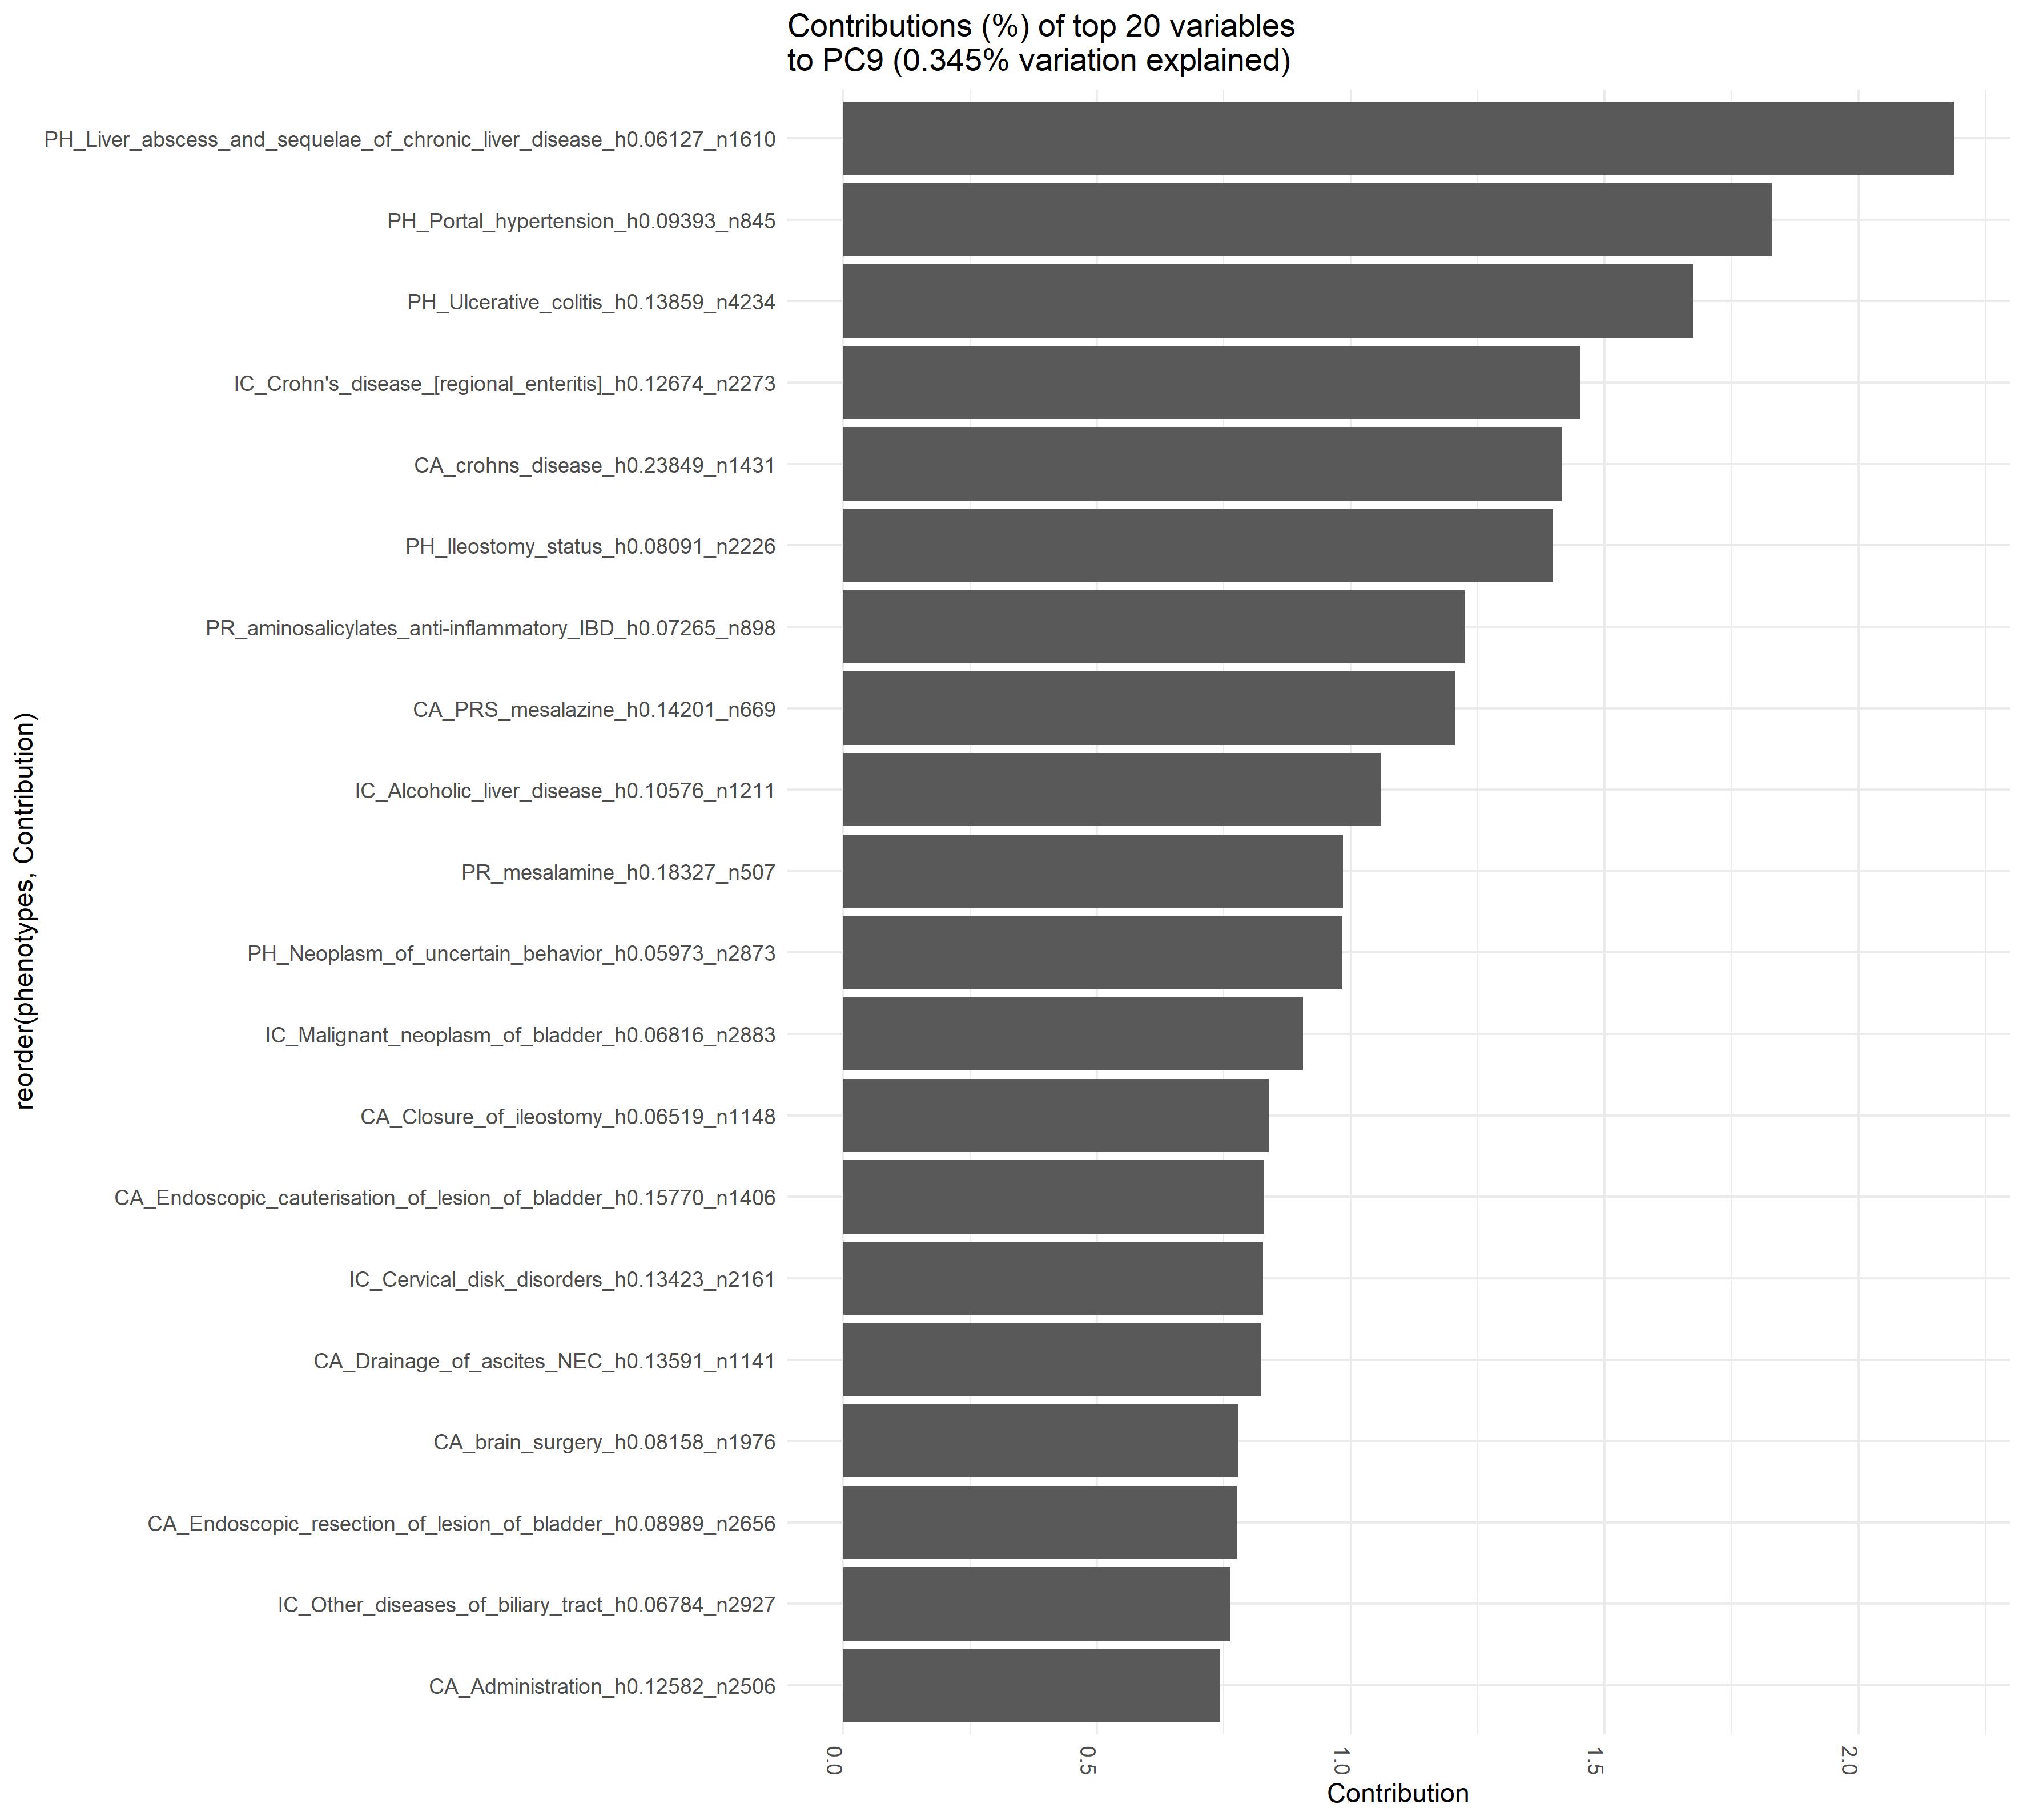 Contributions (%) of top 20 variables
to PC9 (0.345% variation explained)
PH_Liver_abscess_and_sequelae_of_chronic_liver_disease_h0.06127_n1610
PH_Portal_hypertension_h0.09393_n845
PH_Ulcerative_colitis_h0.13859_n4234
IC_Crohn's_disease_[regional_enteritis]_h0.12674_n2273
CA_crohns_disease_h0.23849_n1431
PH_Ileostomy_status_h0.08091_n2226
PR_aminosalicylates_anti-inflammatory_IBD_h0.07265_n898
CA_PRS_mesalazine_h0.14201_n669
IC_Alcoholic_liver_disease_h0.10576_n1211
PR_mesalamine_h0.18327_n507
PH_Neoplasm_of_uncertain_behavior_h0.05973_n2873
IC_Malignant_neoplasm_of_bladder_h0.06816_n2883
CA_Closure_of_ileostomy_h0.06519_n1148
CA_Endoscopic_cauterisation_of_lesion_of_bladder_h0.15770_n1406
IC_Cervical_disk_disorders_h0.13423_n2161
CA_Drainage_of_ascites_NEC_h0.13591_n1141
CA_brain_surgery_h0.08158_n1976
CA_Endoscopic_resection_of_lesion_of_bladder_h0.08989_n2656
IC_Other_diseases_of_biliary_tract_h0.06784_n2927
CA_Administration_h0.12582_n2506
reorder(phenotypes, Contribution)
0.0
0.5
1.0
1.5
2.0
Contribution